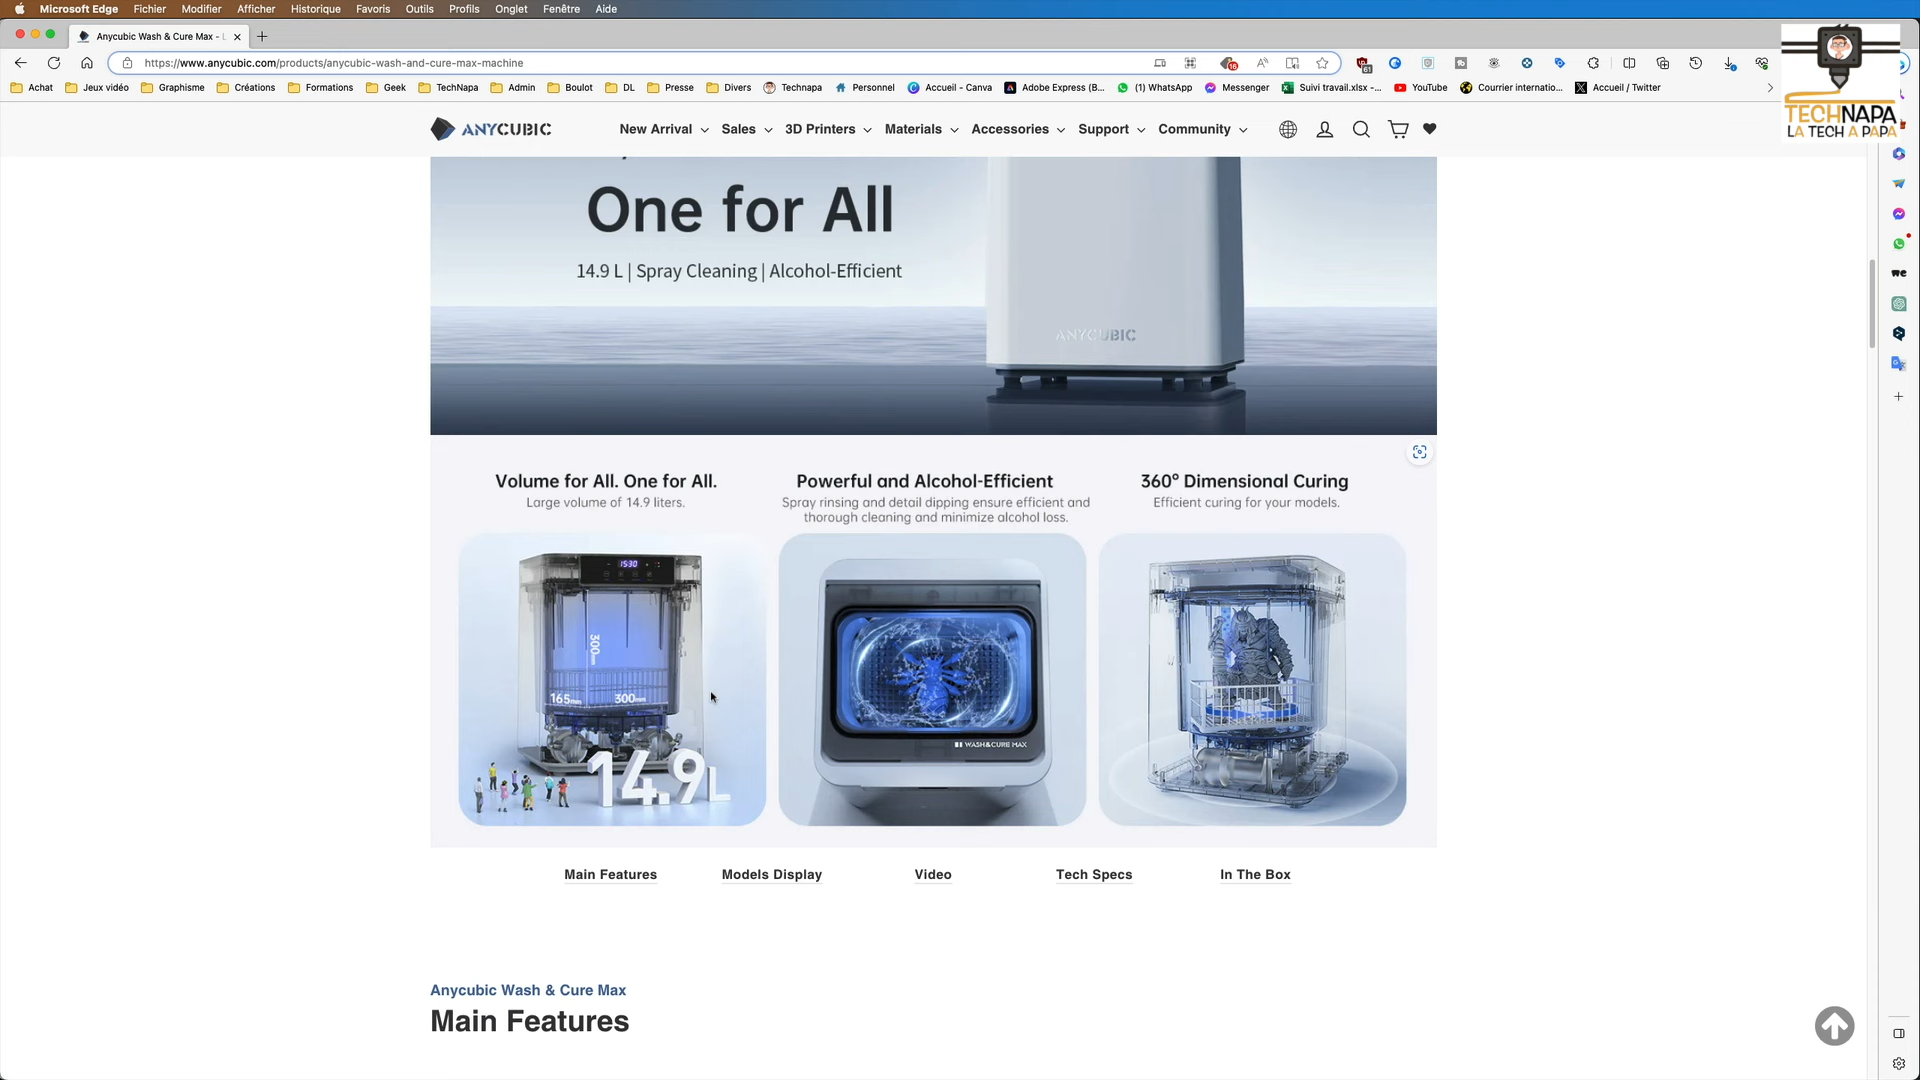 Microsoft Edge Fichier Modifier Afficher Historique Favoris Outils Profils Onglet Fenêtre Aide
Anycubic Wash & Cure Max - L
https://www.anycubic.com/products/anycubic-wash-and-cure-max-machine
Achat Jeux vidéo Graphisme Créations Formations Geek TechNapa Admin Boulot DL Presse Divers Technapa Personnel Accueil - Canva Adobe Express (B... (1) WhatsApp Messenger Suivi travail.xlsx -... YouTube Courrier internatio... Accueil / Twitter
TECHNAPA
LA TECH A PAPA
ANYCUBIC New Arrival Sales 3D Printers Materials Accessories Support Community
One for All
14.9 L | Spray Cleaning | Alcohol-Efficient
ANYCUBIC
Volume for All. One for All.
Large volume of 14.9 liters.
Powerful and Alcohol-Efficient
Spray rinsing and detail dipping ensure efficient and
thorough cleaning and minimize alcohol loss.
360° Dimensional Curing
Efficient curing for your models.
15:30
300mm
165mm 300mm
14.9L
WASH&CURE MAX
Main Features Models Display Video Tech Specs In The Box
Anycubic Wash & Cure Max
Main Features